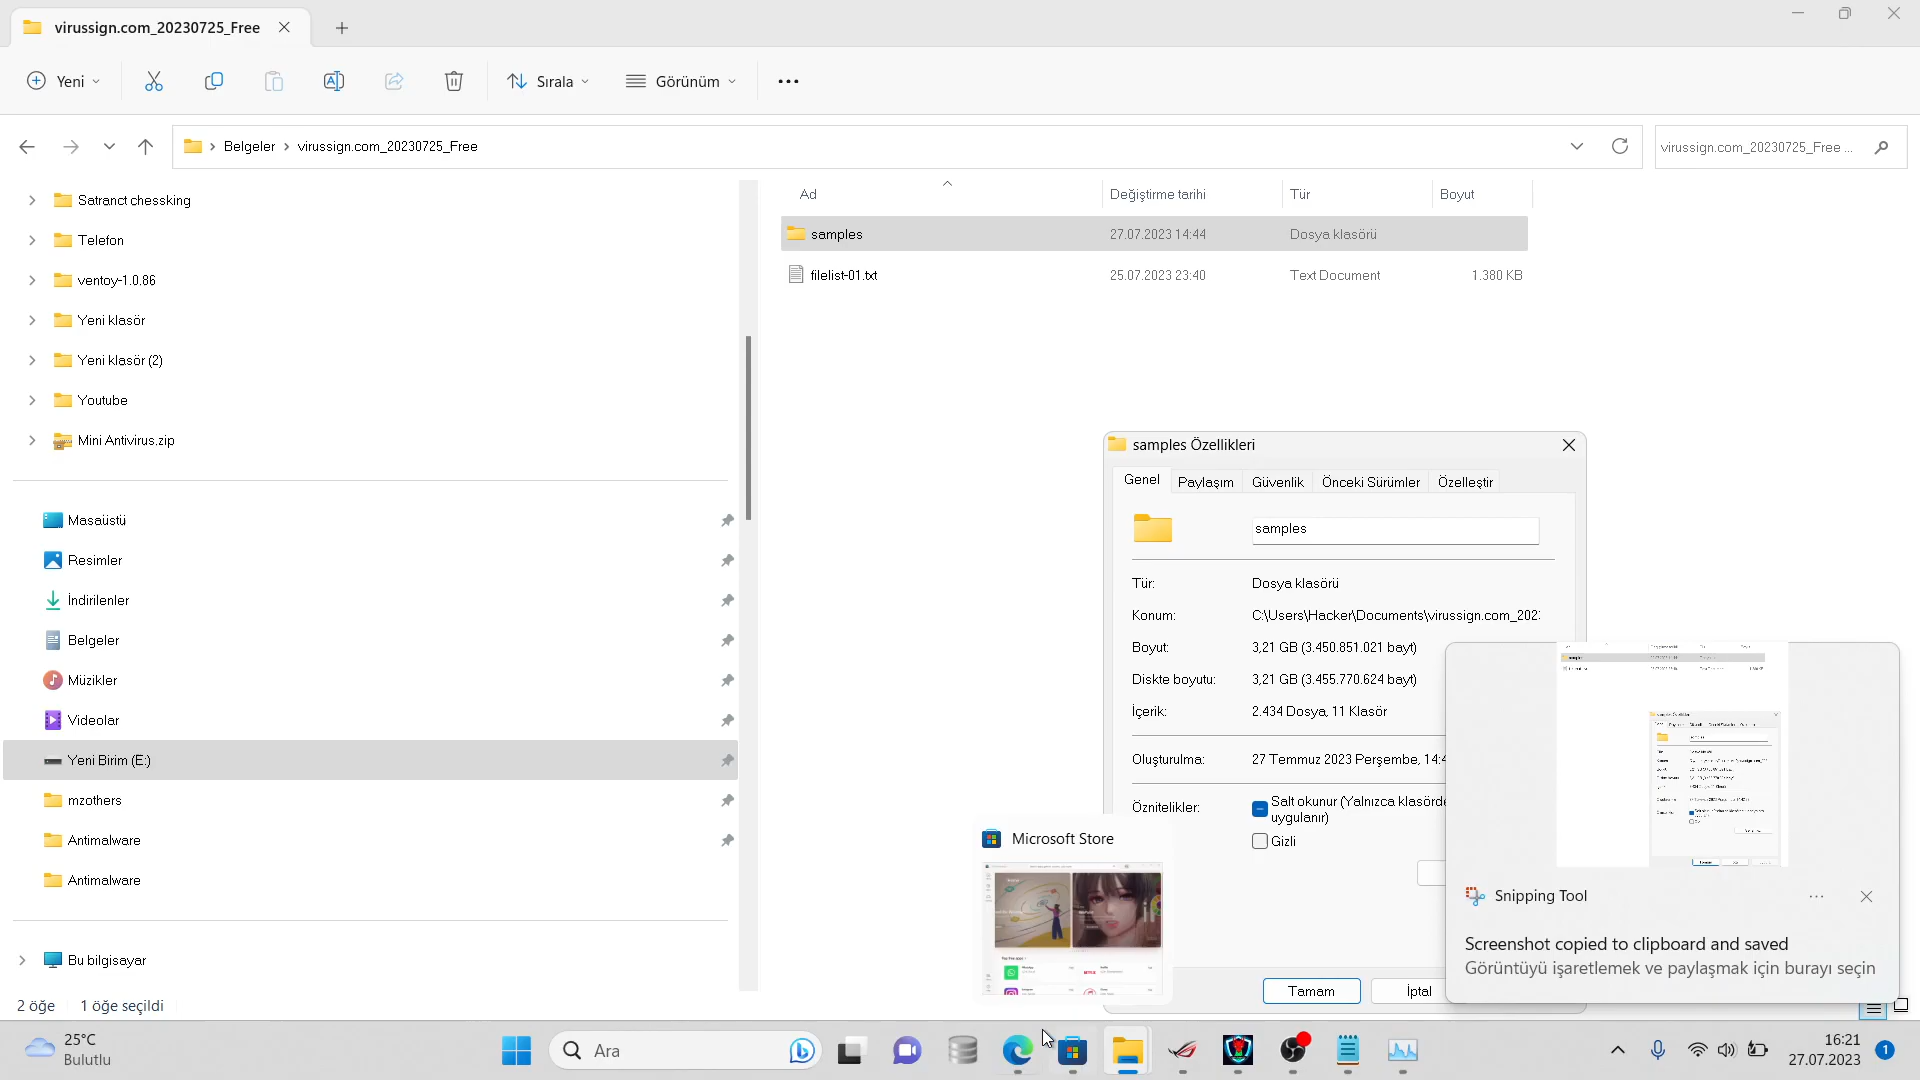 virussign.com_20230725_Free
Yeni
Sırala
Görünüm
Belgeler
virussign.com_20230725_Free
virussign.com_20230725_Free ...
Satranct chessking
Telefon
ventoy-1.0.86
Yeni klasör
Yeni klasör (2)
Youtube
Mini Antivirus.zip
Masaüstü
Resimler
İndirilenler
Belgeler
Müzikler
Videolar
Yeni Birim (E:)
mzothers
Antimalware
Antimalware
Bu bilgisayar
2 öğe 1 öğe seçildi
Ad Değiştirme tarihi Tür Boyut
samples 27.07.2023 14:44 Dosya klasörü
filelist-01.txt 25.07.2023 23:40 Text Document 1.380 KB
samples Özellikleri
Genel Paylaşım Güvenlik Önceki Sürümler Özelleştir
samples
Tür: Dosya klasörü
Konum: C:\Users\Hacker\Documents\virussign.com_202
Boyut: 3,21 GB (3.450.851.021 bayt)
Diskte boyutu: 3,21 GB (3.455.770.624 bayt)
İçerik: 2.434 Dosya, 11 Klasör
Oluşturulma: 27 Temmuz 2023 Perşembe, 14:4
Öznitelikler: Salt okunur (Yalnızca klasörde
uygulanır)
Gizli
Tamam İptal
Microsoft Store
Snipping Tool
Screenshot copied to clipboard and saved
Görüntüyü işaretlemek ve paylaşmak için burayı seçin
25°C
Bulutlu
Ara
16:21
27.07.2023
1